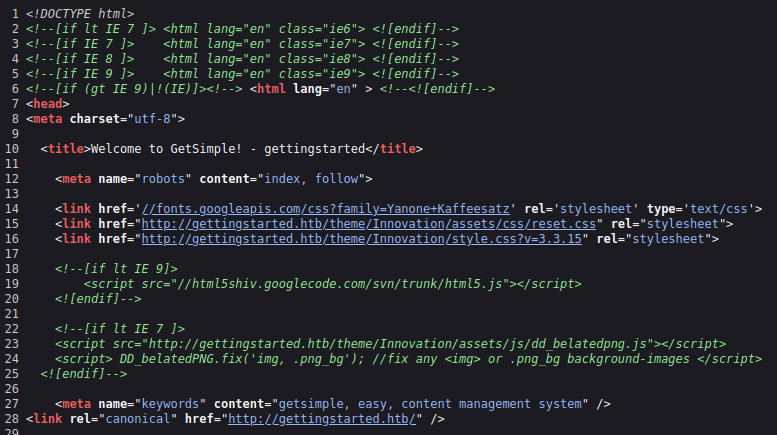 1 <!DOCTYPE html>
2 <!--[if lt IE 7 ]> <html lang="en" class="ie6"> <![endif]-->
3 <!--[if IE 7 ]>    <html lang="en" class="ie7"> <![endif]-->
4 <!--[if IE 8 ]>    <html lang="en" class="ie8"> <![endif]-->
5 <!--[if IE 9 ]>    <html lang="en" class="ie9"> <![endif]-->
6 <!--[if (gt IE 9)|!(IE)]><!--> <html lang="en" > <!--<![endif]-->
7 <head>
8 <meta charset="utf-8">
9
10   <title>Welcome to GetSimple! - gettingstarted</title>
11
12     <meta name="robots" content="index, follow">
13
14     <link href='//fonts.googleapis.com/css?family=Yanone+Kaffeesatz' rel='stylesheet' type='text/css'>
15     <link href="http://gettingstarted.htb/theme/Innovation/assets/css/reset.css" rel="stylesheet">
16     <link href="http://gettingstarted.htb/theme/Innovation/style.css?v=3.3.15" rel="stylesheet">
17
18     <!--[if lt IE 9]>
19         <script src="//html5shiv.googlecode.com/svn/trunk/html5.js"></script>
20     <![endif]-->
21
22     <!--[if lt IE 7 ]>
23     <script src="http://gettingstarted.htb/theme/Innovation/assets/js/dd_belatedpng.js"></script>
24     <script> DD_belatedPNG.fix('img, .png_bg'); //fix any <img> or .png_bg background-images </script>
25   <![endif]-->
26
27     <meta name="keywords" content="getsimple, easy, content management system" />
28 <link rel="canonical" href="http://gettingstarted.htb/" />
29